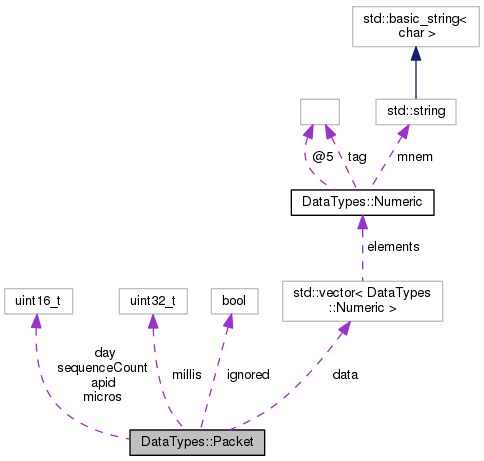 std::basic_string<
char >
std::string
@5
tag
mnem
DataTypes::Numeric
elements
uint16_t
uint32_t
bool
std::vector< DataTypes
::Numeric >
day
sequenceCount
apid
micros
millis
ignored
data
DataTypes::Packet